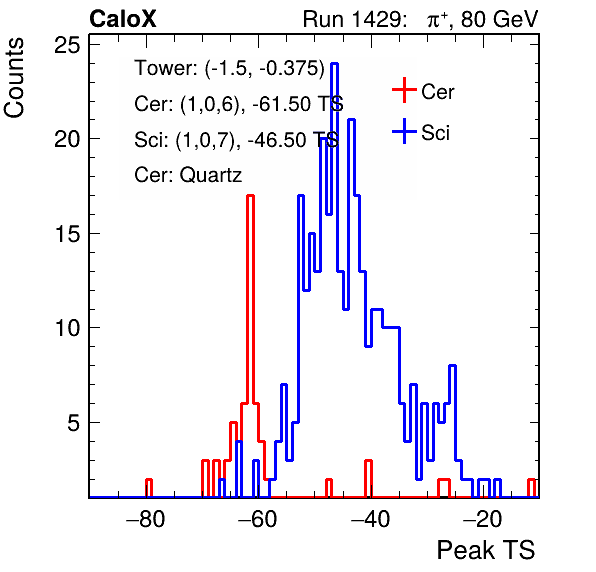 CaloX Run 1429: π⁺, 80 GeV
Counts
25
20
15
10
5
Tower: (-1.5, -0.375)
Cer: (1,0,6), -61.50 TS
Sci: (1,0,7), -46.50 TS
Cer: Quartz
Cer
Sci
−80 −60 −40 −20
Peak TS